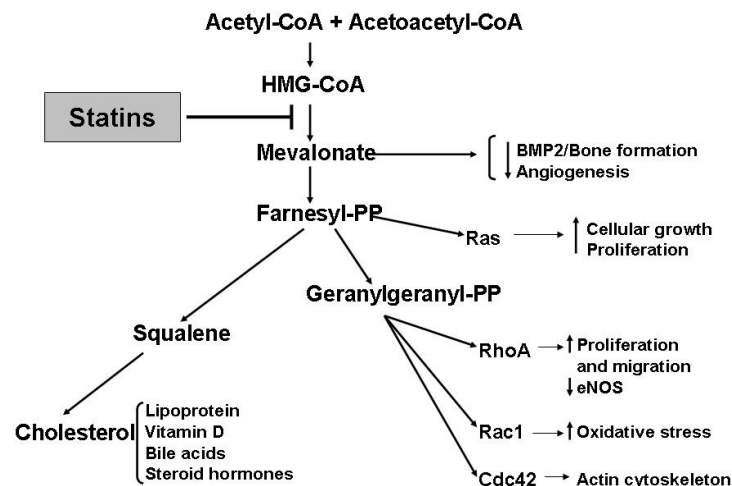 Acetyl-CoA + Acetoacetyl-CoA
HMG-CoA
Statins
Mevalonate
BMP2/Bone formation
Angiogenesis
Farnesyl-PP
Ras
Cellular growth
Proliferation
Geranylgeranyl-PP
Squalene
RhoA
Proliferation
and migration
eNOS
Cholesterol
Lipoprotein
Vitamin D
Bile acids
Steroid hormones
Rac1
Oxidative stress
Cdc42
Actin cytoskeleton